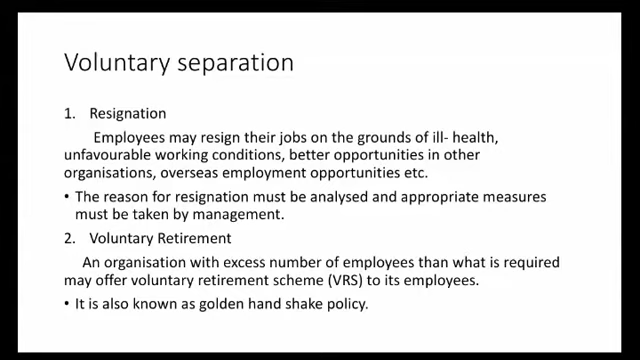 Voluntary separation
1. Resignation
Employees may resign their jobs on the grounds of ill- health,
unfavourable working conditions, better opportunities in other
organisations, overseas employment opportunities etc.
• The reason for resignation must be analysed and appropriate measures
must be taken by management.
2. Voluntary Retirement
An organisation with excess number of employees than what is required
may offer voluntary retirement scheme (VRS) to its employees.
• It is also known as golden hand shake policy.